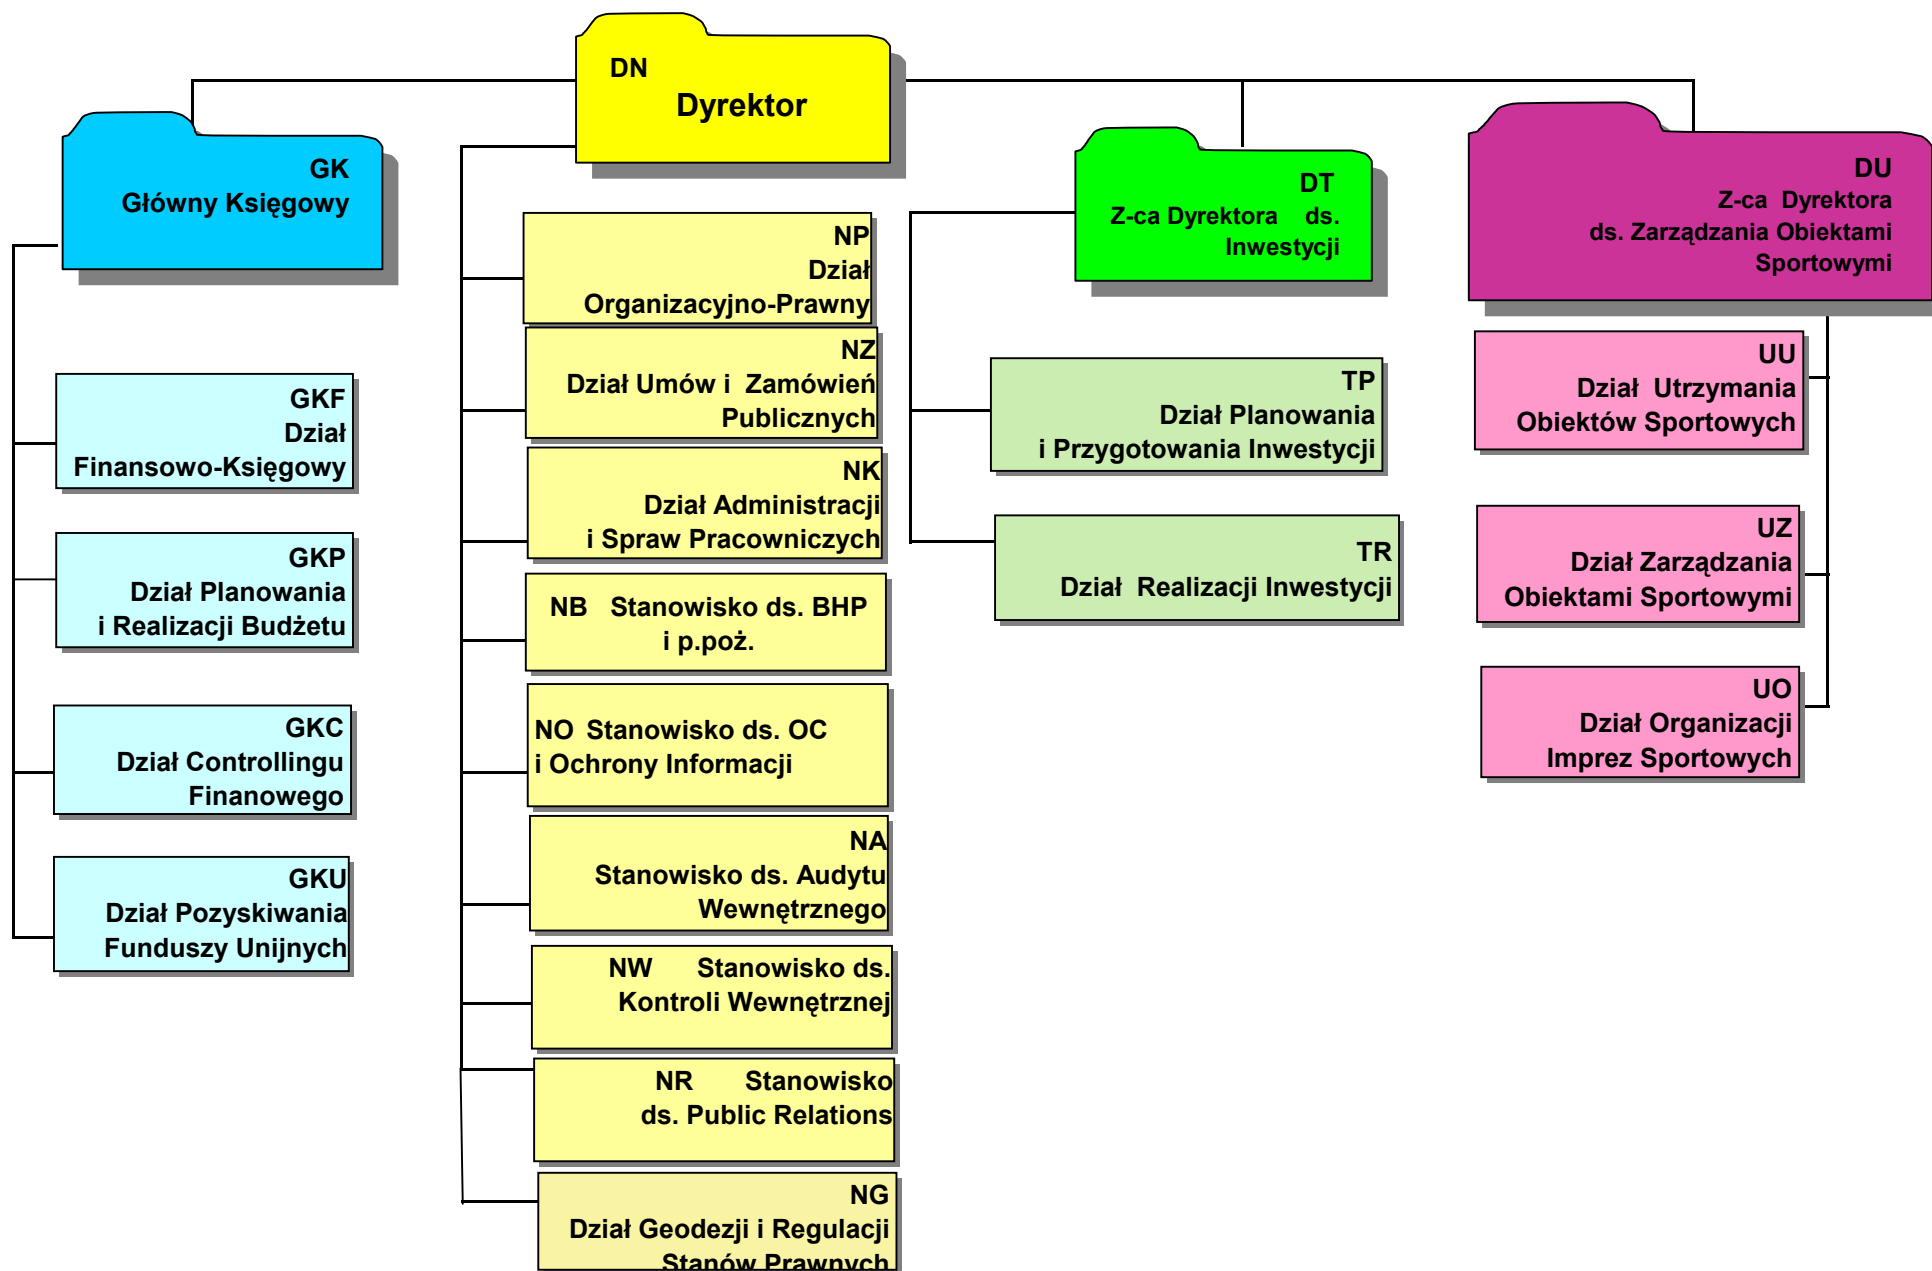 DN
Dyrektor
GK
Główny Księgowy
GKF
Dział
Finansowo-Księgowy
GKP
Dział Planowania
i Realizacji Budżetu
GKC
Dział Controllingu
Finanowego
GKU
Dział Pozyskiwania
Funduszy Unijnych
NP
Dział
Organizacyjno-Prawny
NZ
Dział Umów i Zamówień
Publicznych
NK
Dział Administracji
i Spraw Pracowniczych
NB Stanowisko ds. BHP
i p.poż.
NO Stanowisko ds. OC
i Ochrony Informacji
NA
Stanowisko ds. Audytu
Wewnętrznego
NW Stanowisko ds.
Kontroli Wewnętrznej
NR Stanowisko
ds. Public Relations
NG
Dział Geodezji i Regulacji
Stanów Prawnych
DT
Z-ca Dyrektora ds.
Inwestycji
TP
Dział Planowania
i Przygotowania Inwestycji
TR
Dział Realizacji Inwestycji
DU
Z-ca Dyrektora
ds. Zarządzania Obiektami
Sportowymi
UU
Dział Utrzymania
Obiektów Sportowych
UZ
Dział Zarządzania
Obiektami Sportowymi
UO
Dział Organizacji
Imprez Sportowych